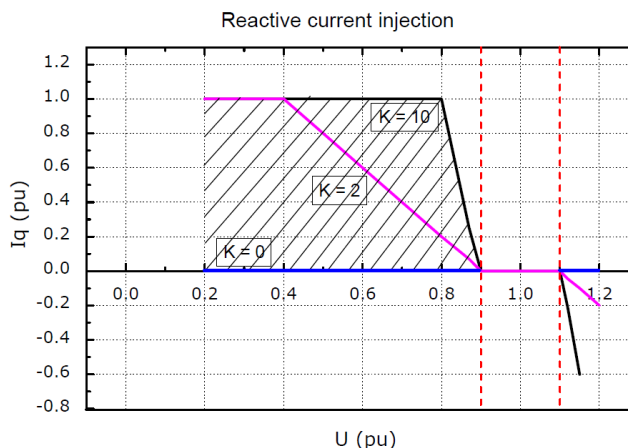 Reactive current injection
1.2
1.0
0.8
0.6
0.4
0.2
0.0
-0.2
-0.4
-0.6
-0.8
Iq (pu)
K = 10
K = 2
K = 0
0.0 0.2 0.4 0.6 0.8 1.0 1.2
U (pu)